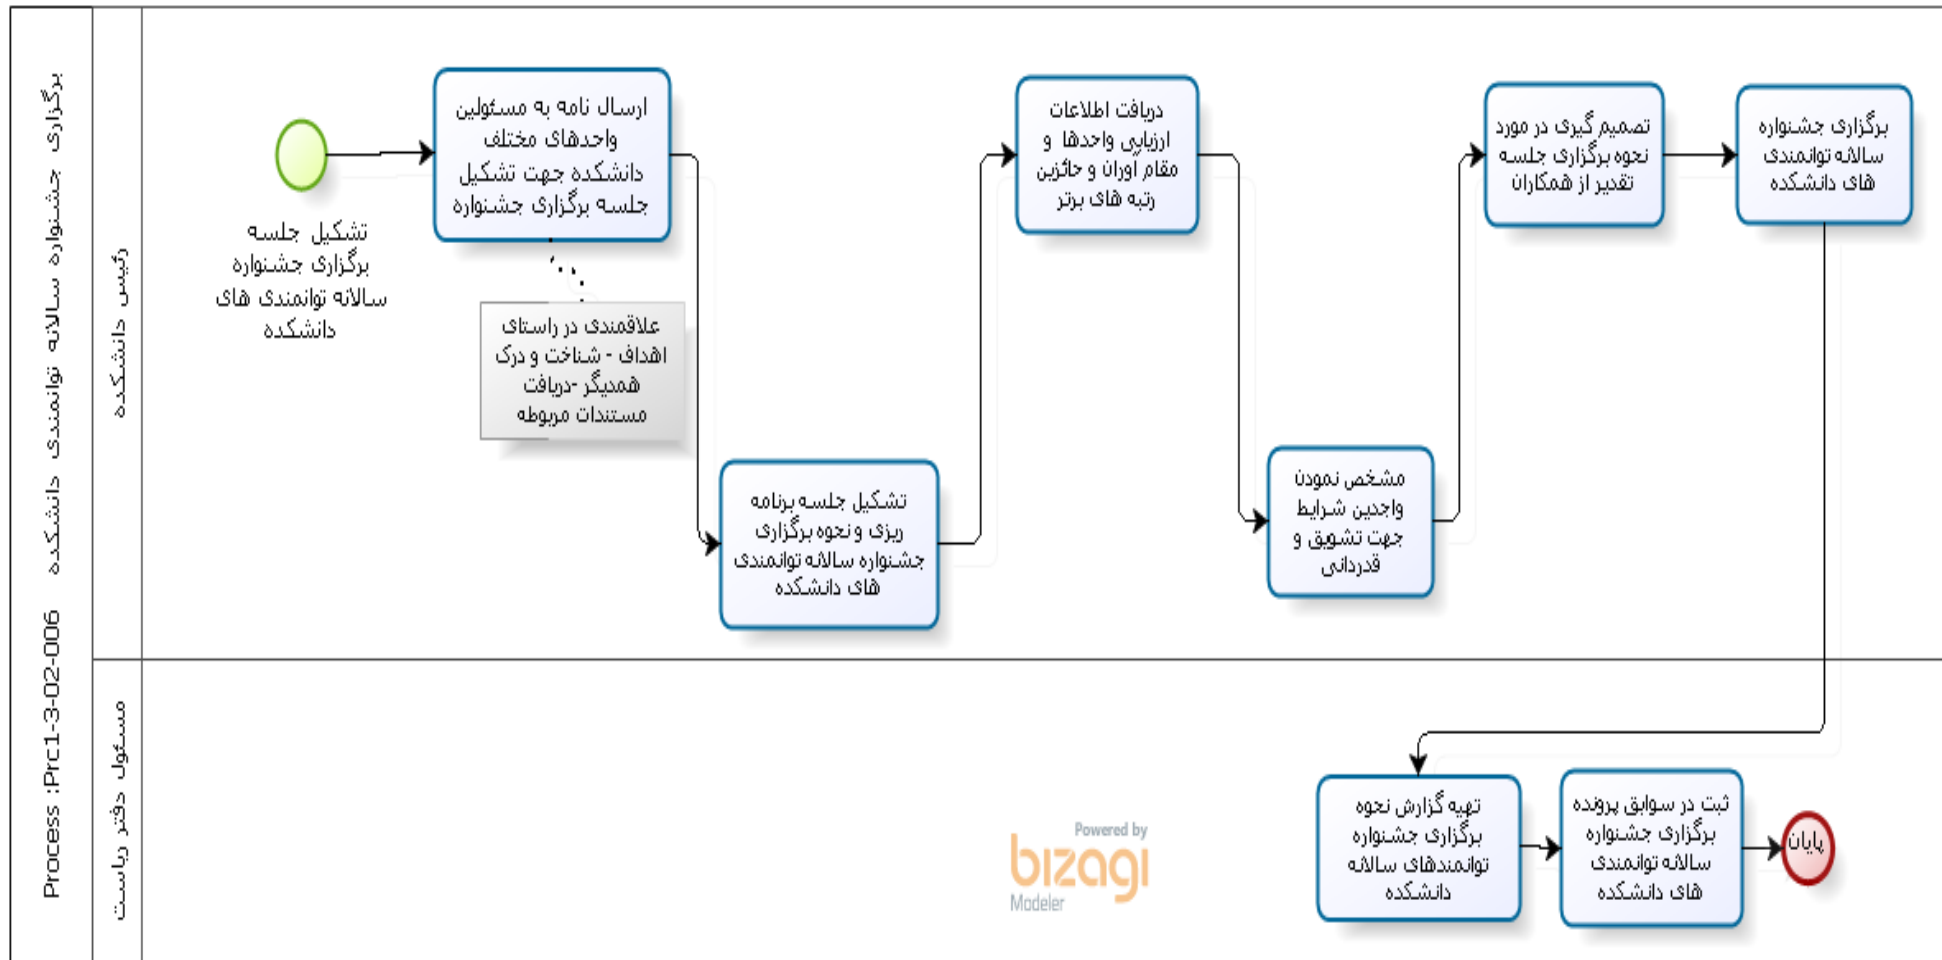 برگزاری جشنواره سالانه توانمندی دانشکده
Process :Prc1-3-02-006
رئیس دانشکده
تشکیل جلسه
برگزاری جشنواره
سالانه توانمندی های
دانشکده
ارسال نامه به مسئولین
واحدهای مختلف
دانشکده جهت تشکیل
جلسه برگزاری جشنواره
علاقمندی در راستای
اهداف - شناخت و درک
همدیگر -دریافت
مستندات مربوطه
تشکیل جلسه برنامه
ریزی و نحوه برگزاری
جشنواره سالانه توانمندی
های دانشکده
دریافت اطلاعات
ارزیابی واحدها و
مقام آوران و حائزین
رتبه های برتر
مشخص نمودن
واجدین شرایط
جهت تشویق و
قدردانی
تصمیم گیری در مورد
نحوه برگزاری جلسه
تقدیر از همکاران
برگزاری جشنواره
سالانه توانمندی
های دانشکده
مسئول دفتر ریاست
تهیه گزارش نحوه
برگزاری جشنواره
توانمندهای سالانه
دانشکده
ثبت در سوابق پرونده
برگزاری جشنواره
سالانه توانمندی
های دانشکده
پایان
Powered by
bizagi
Modeler